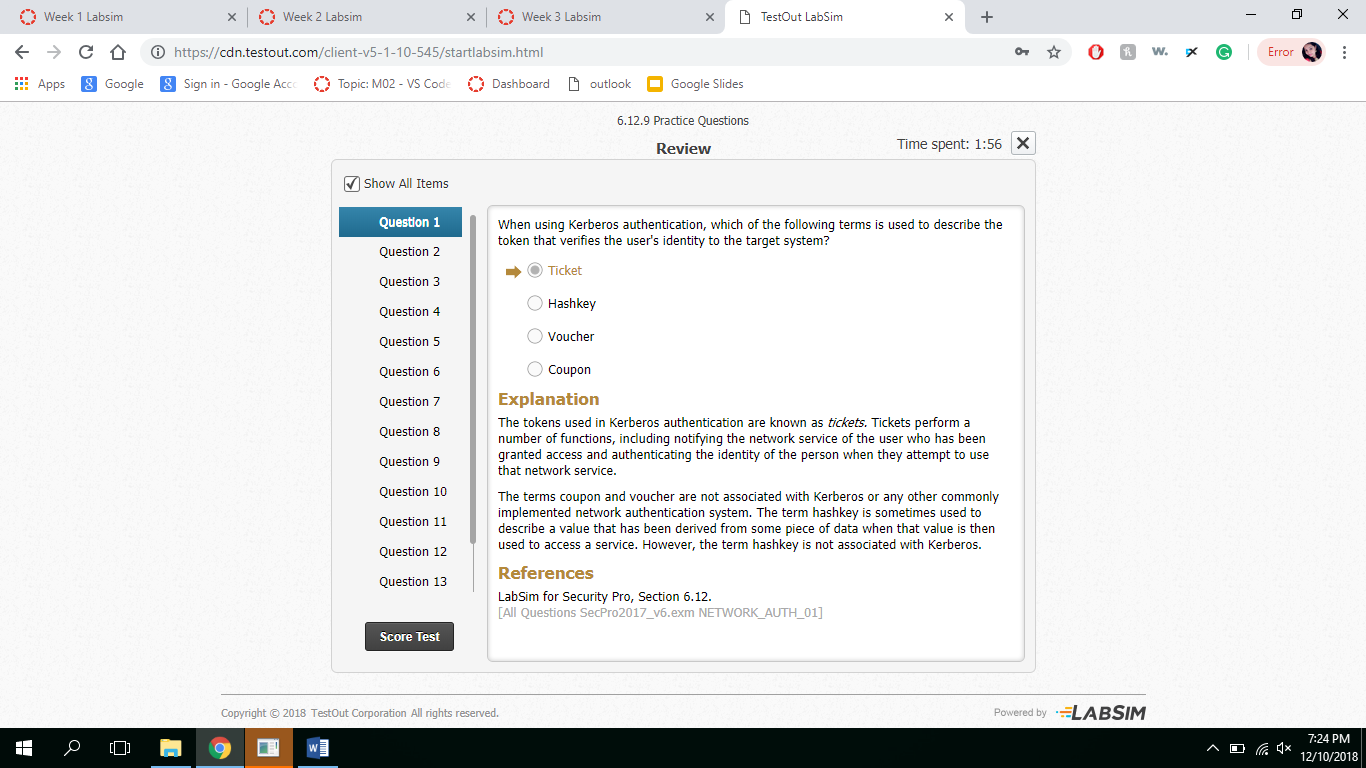 Week 1 Labsim
Week 2 Labsim
Week 3 Labsim
TestOut LabSim
https://cdn.testout.com/client-v5-1-10-545/startlabsim.html
Error
Apps
Google
Sign in - Google Acco
Topic: M02 - VS Code
Dashboard
outlook
Google Slides
6.12.9 Practice Questions
Review
Time spent: 1:56
Show All Items
Question 1
Question 2
Question 3
Question 4
Question 5
Question 6
Question 7
Question 8
Question 9
Question 10
Question 11
Question 12
Question 13
Score Test
When using Kerberos authentication, which of the following terms is used to describe the
token that verifies the user's identity to the target system?
Ticket
Hashkey
Voucher
Coupon
Explanation
The tokens used in Kerberos authentication are known as tickets. Tickets perform a
number of functions, including notifying the network service of the user who has been
granted access and authenticating the identity of the person when they attempt to use
that network service.
The terms coupon and voucher are not associated with Kerberos or any other commonly
implemented network authentication system. The term hashkey is sometimes used to
describe a value that has been derived from some piece of data when that value is then
used to access a service. However, the term hashkey is not associated with Kerberos.
References
LabSim for Security Pro, Section 6.12.
[All Questions SecPro2017_v6.exm NETWORK_AUTH_01]
Copyright © 2018 TestOut Corporation All rights reserved.
Powered by LABSIM
7:24 PM
12/10/2018